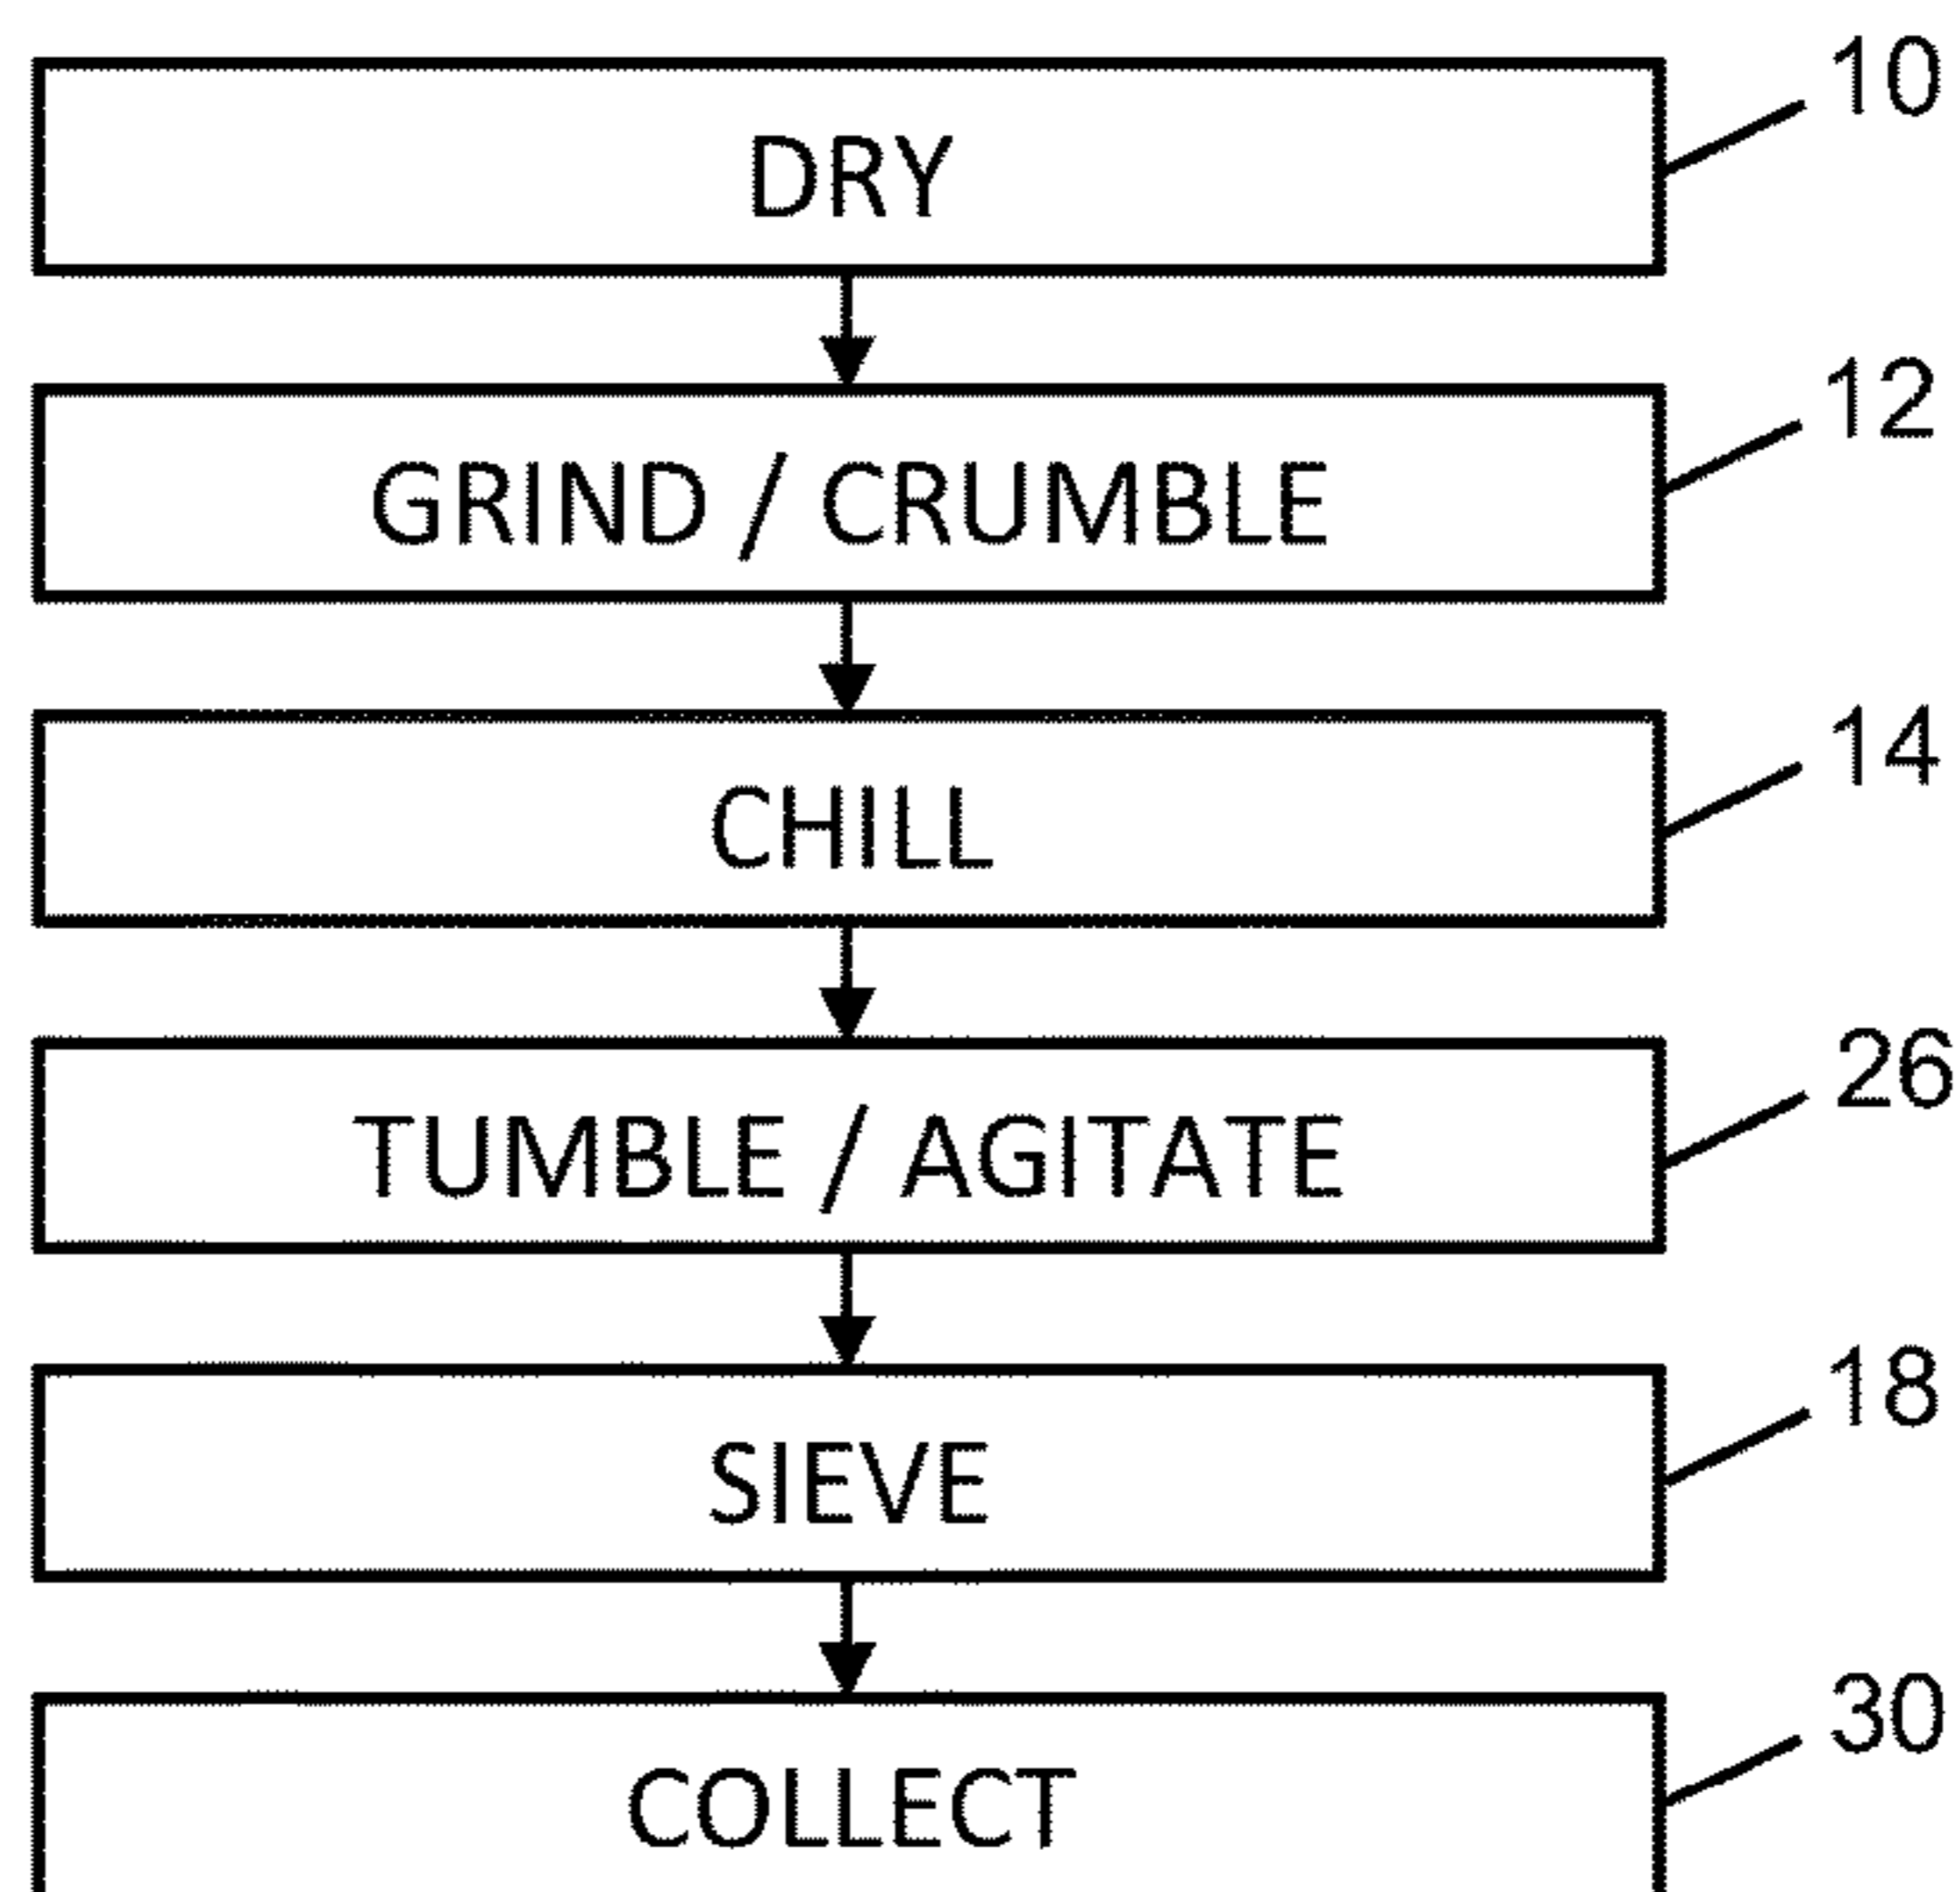 10
DRY
12
GRIND / CRUMBLE
14
CHILL
26
TUMBLE / AGITATE
18
SIEVE
30
COLLECT